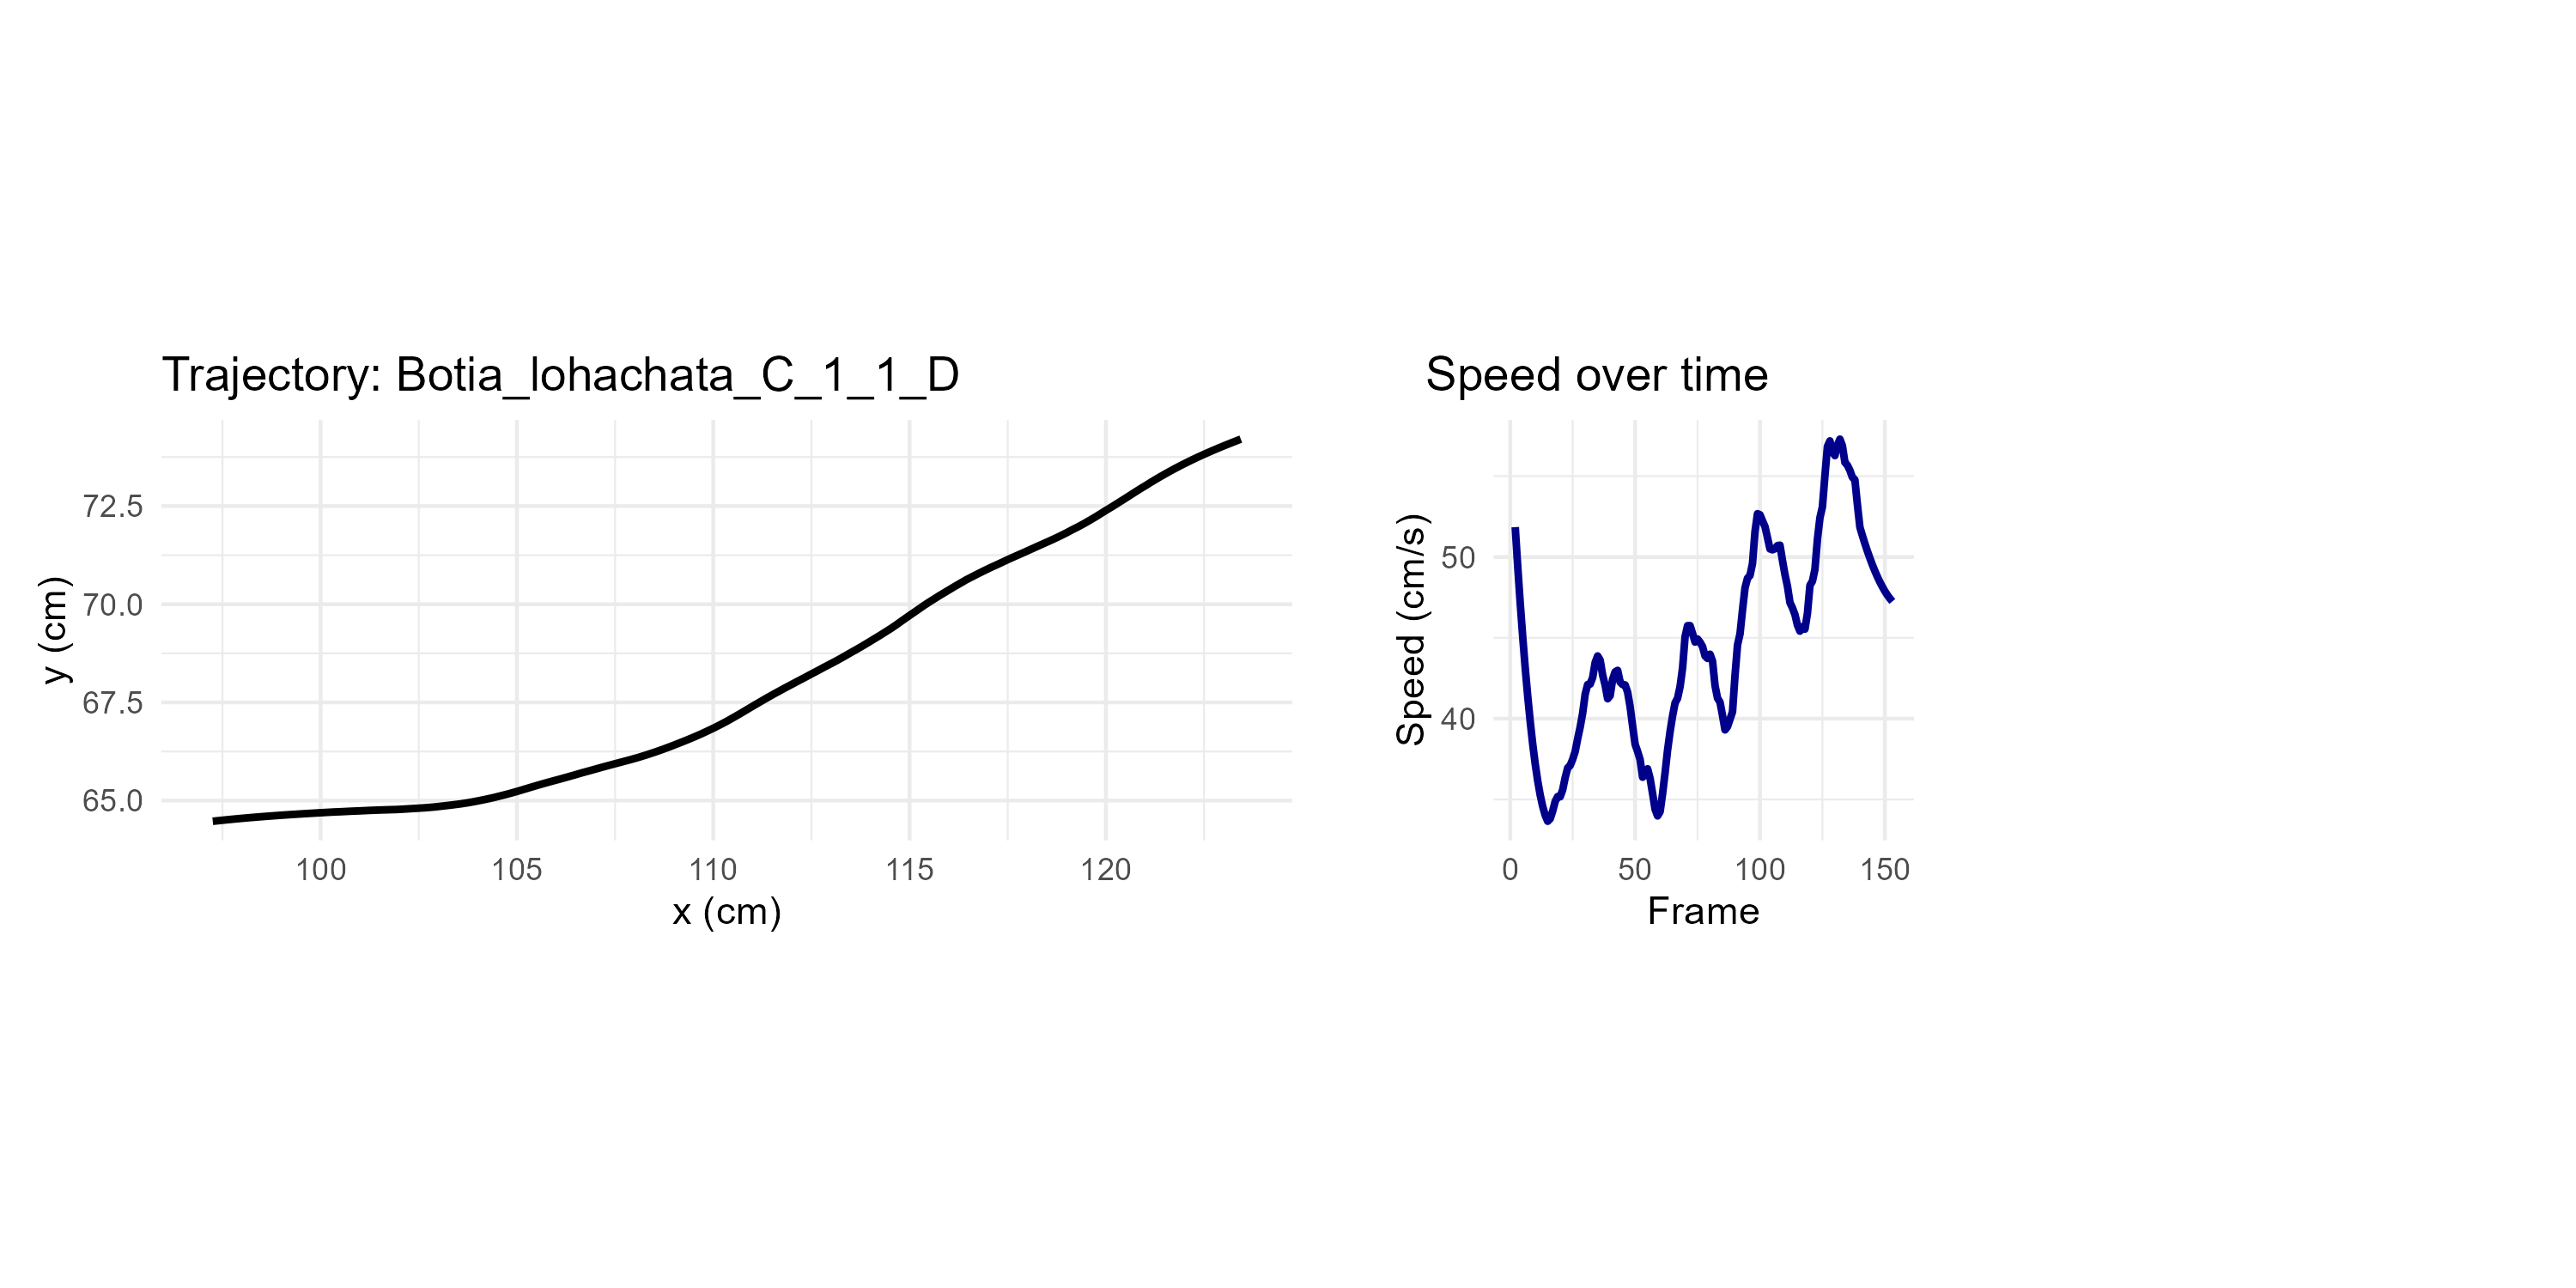 Trajectory: Botia_lohachata_C_1_1_D
72.5
70.0
67.5
65.0
y (cm)
100 105 110 115 120
x (cm)
Speed over time
50
40
Speed (cm/s)
0 50 100 150
Frame